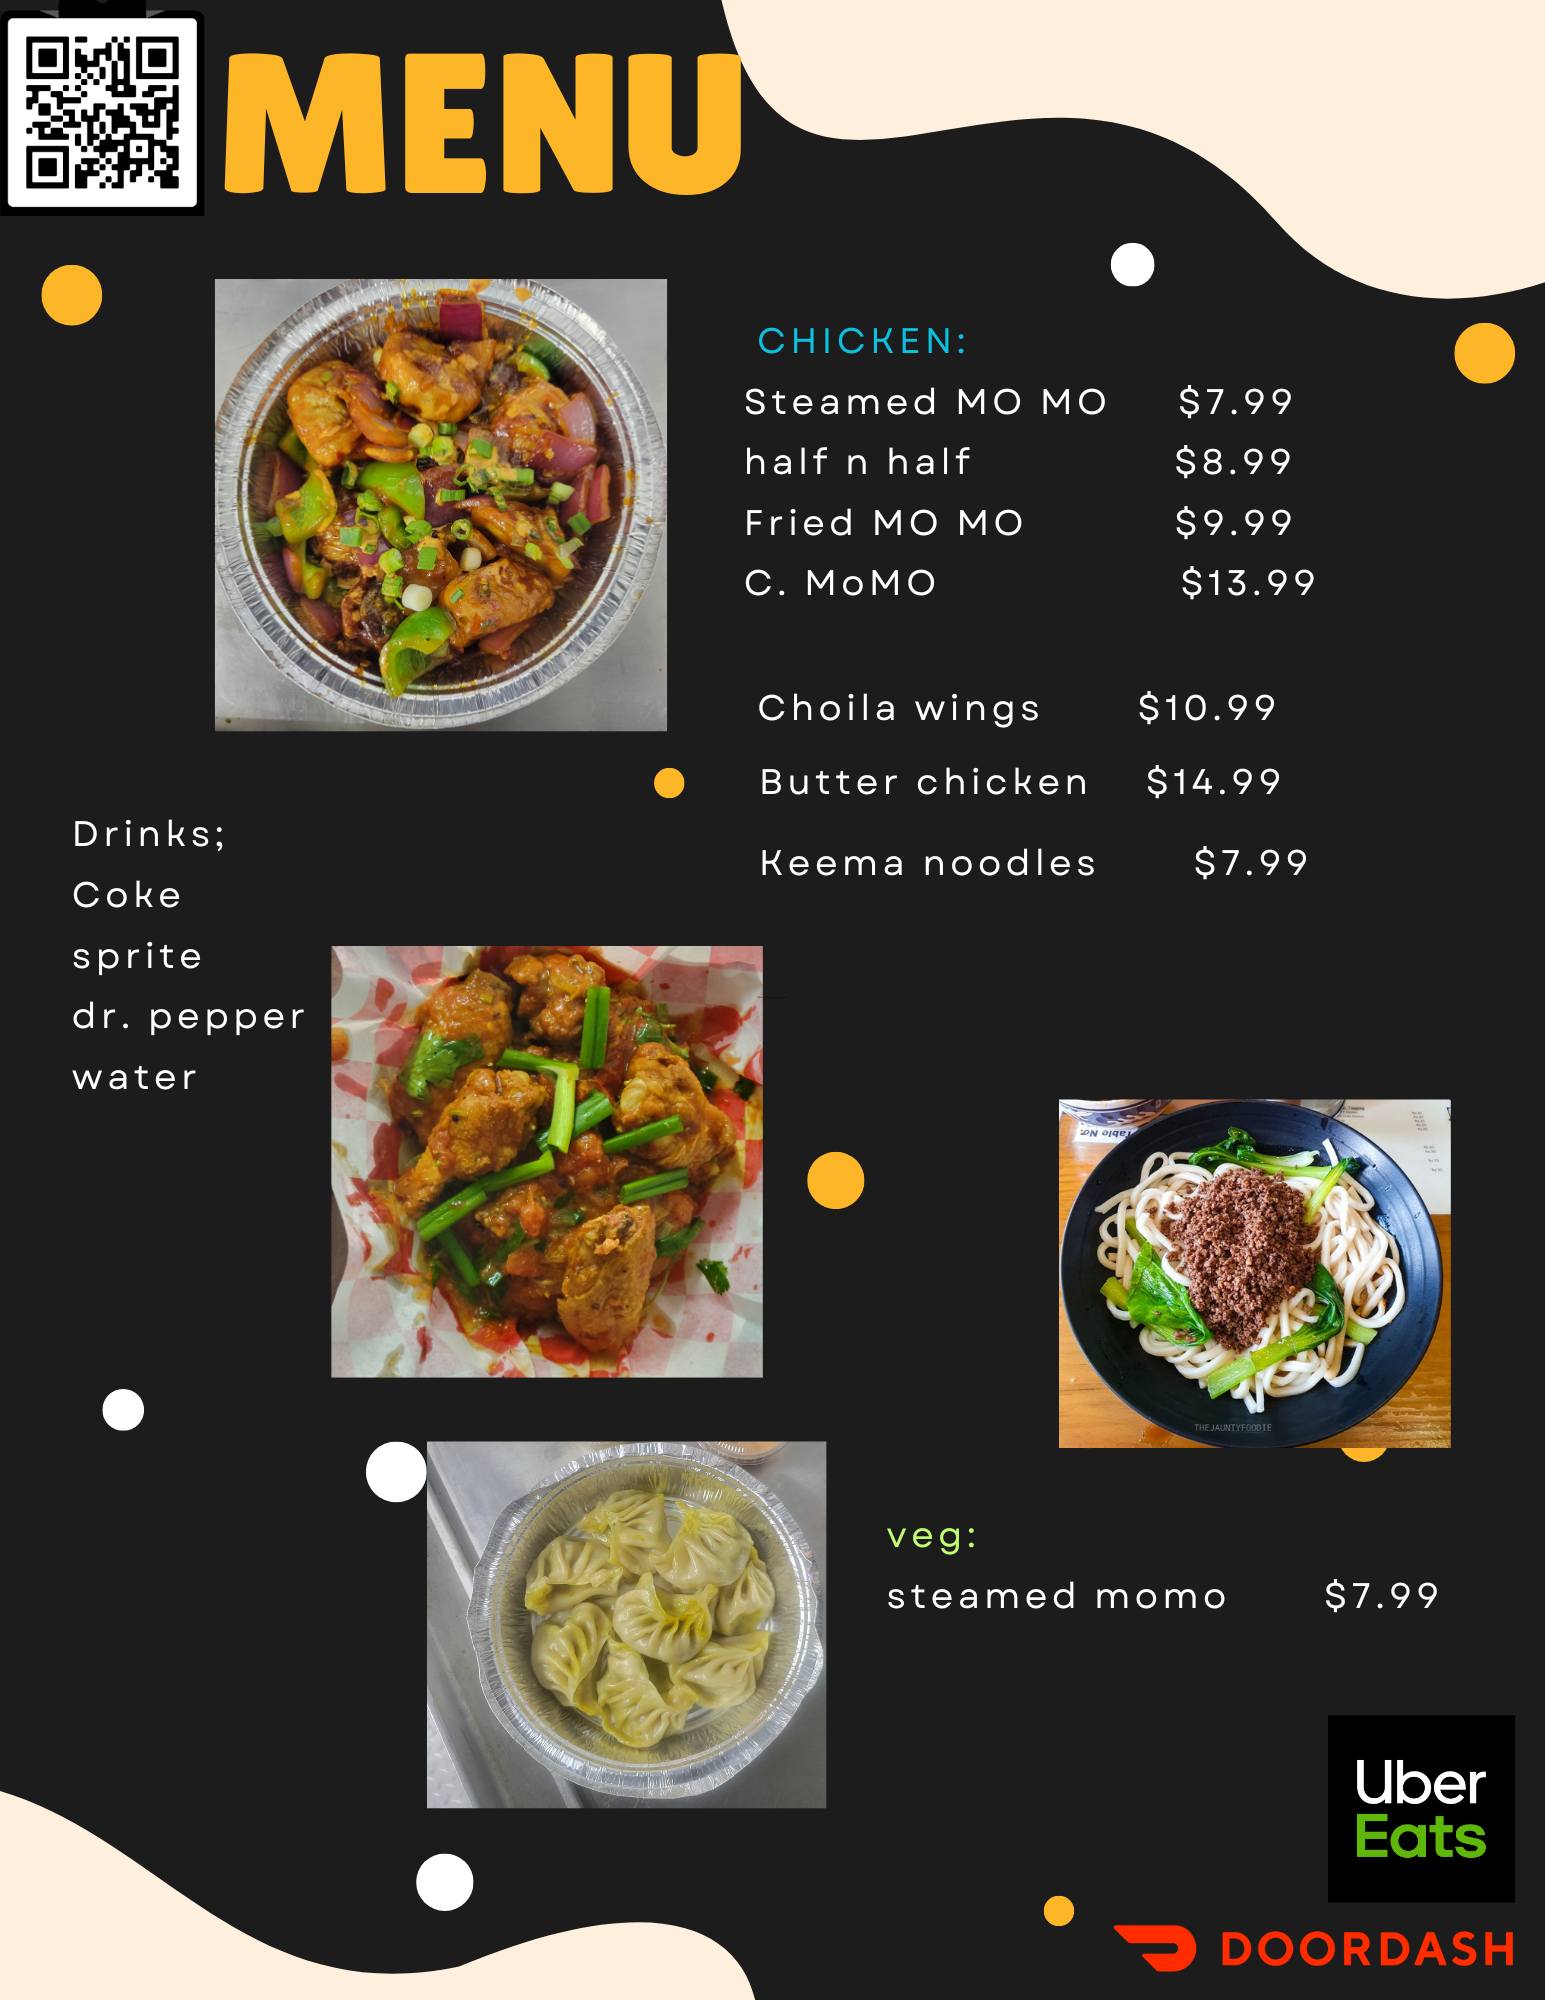 MENU
CHICKEN:
Steamed MO MO $7.99
half n half $8.99
Fried MO MO $9.99
C. MoMO $13.99
Choila wings $10.99
Butter chicken $14.99
Keema noodles $7.99
Drinks;
Coke
sprite
dr. pepper
water
Table No.
THEJAUNTYFOODIE
veg:
steamed momo $7.99
Uber
Eats
DOORDASH